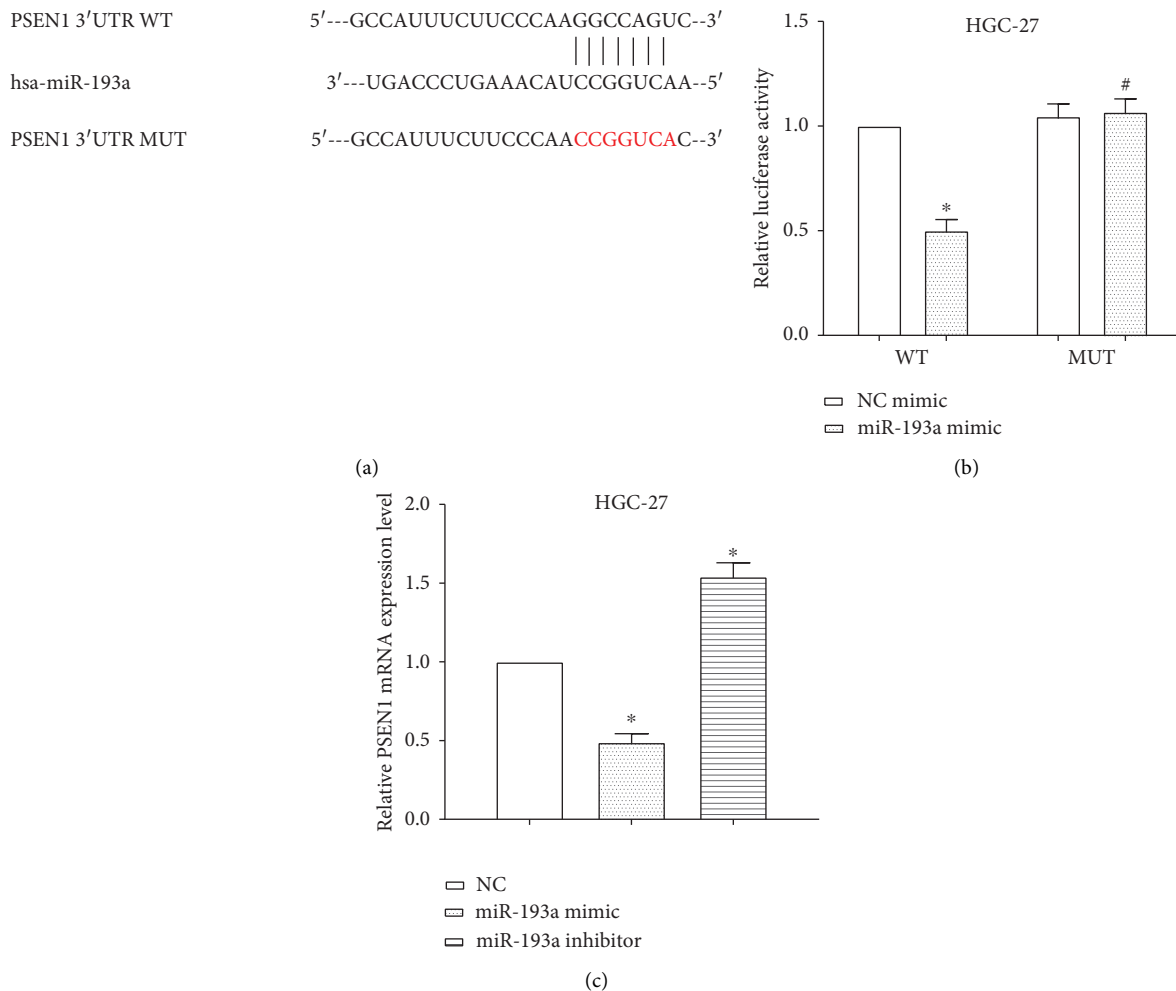 PSEN1 3′UTR WT 5′---GCCAUUUCUUCCCAAGGCCAGUC--3′
hsa-miR-193a 3′---UGACCCUGAAACAUCCGGUCAA--5′
PSEN1 3′UTR MUT 5′---GCCAUUUCUUCCCAACCGGUCAC--3′
(a)
HGC-27
Relative luciferase activity
1.5
1.0
0.5
0.0
*
#
WT MUT
NC mimic
miR-193a mimic
(b)
HGC-27
Relative PSEN1 mRNA expression level
2.0
1.5
1.0
0.5
0.0
*
*
NC
miR-193a mimic
miR-193a inhibitor
(c)